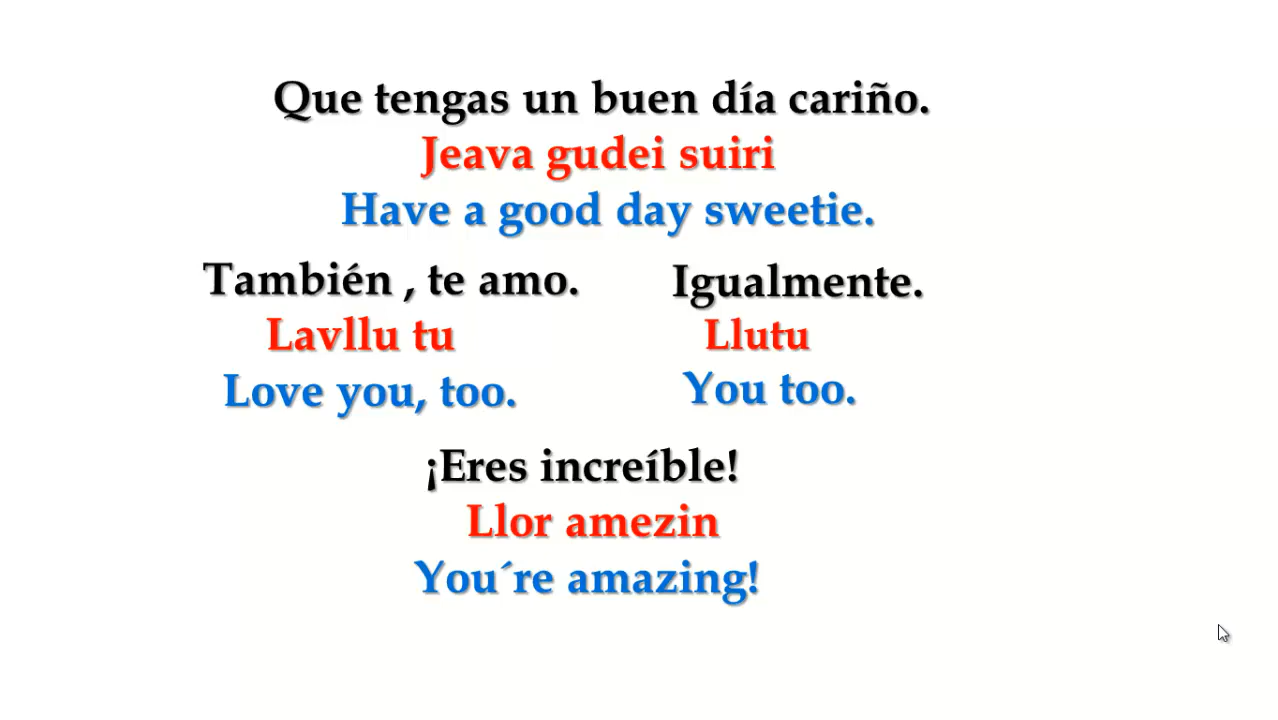 Que tengas un buen día cariño.
Jeava gudei suiri
Have a good day sweetie.
También , te amo.
Lavllu tu
Love you, too.
Igualmente.
Llutu
You too.
¡Eres increíble!
Llor amezin
You´re amazing!